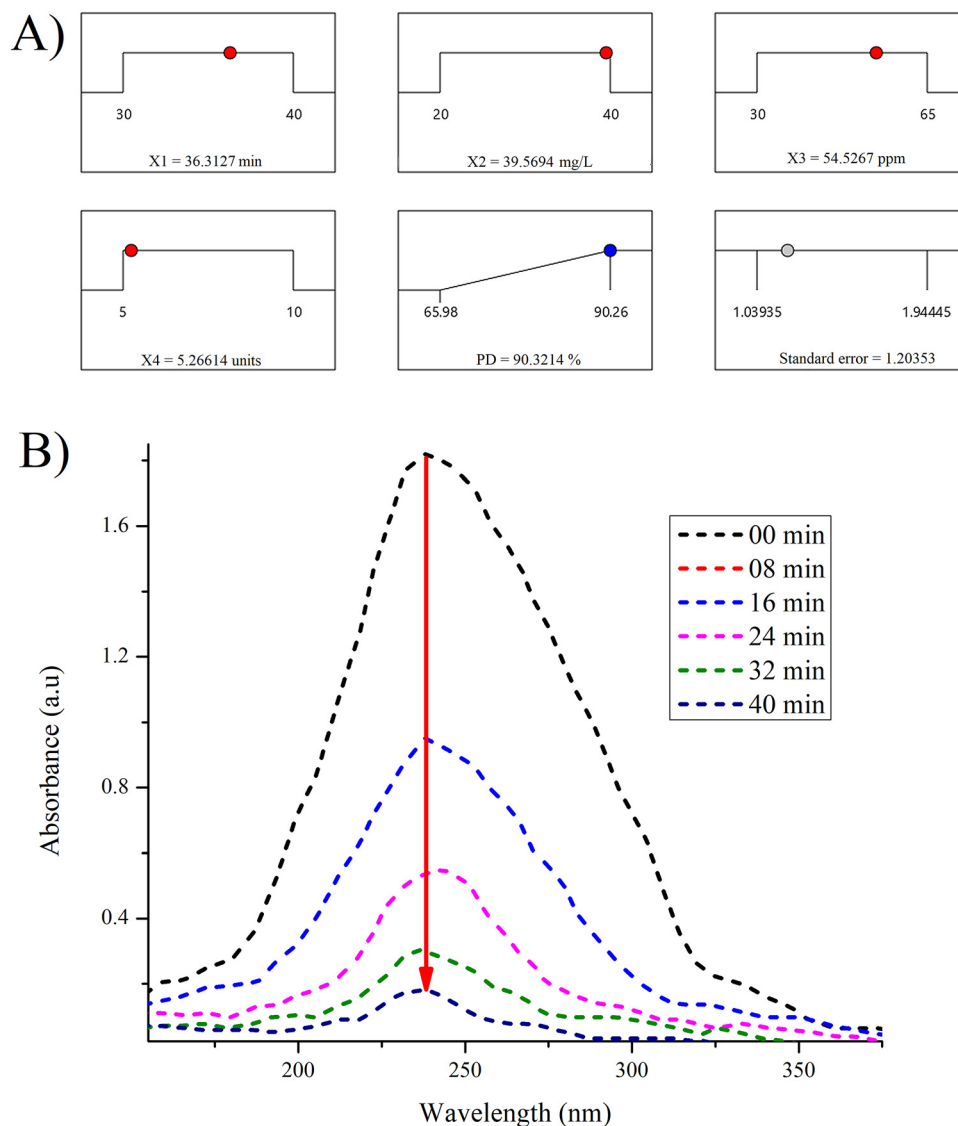 A)
30 40
X1 = 36.3127 min
20 40
X2 = 39.5694 mg/L
30 65
X3 = 54.5267 ppm
5 10
X4 = 5.26614 units
65.98 90.26
PD = 90.3214 %
1.03935 1.94445
Standard error = 1.20353
B)
Absorbance (a.u)
1.6
1.2
0.8
0.4
00 min
08 min
16 min
24 min
32 min
40 min
200 250 300 350
Wavelength (nm)